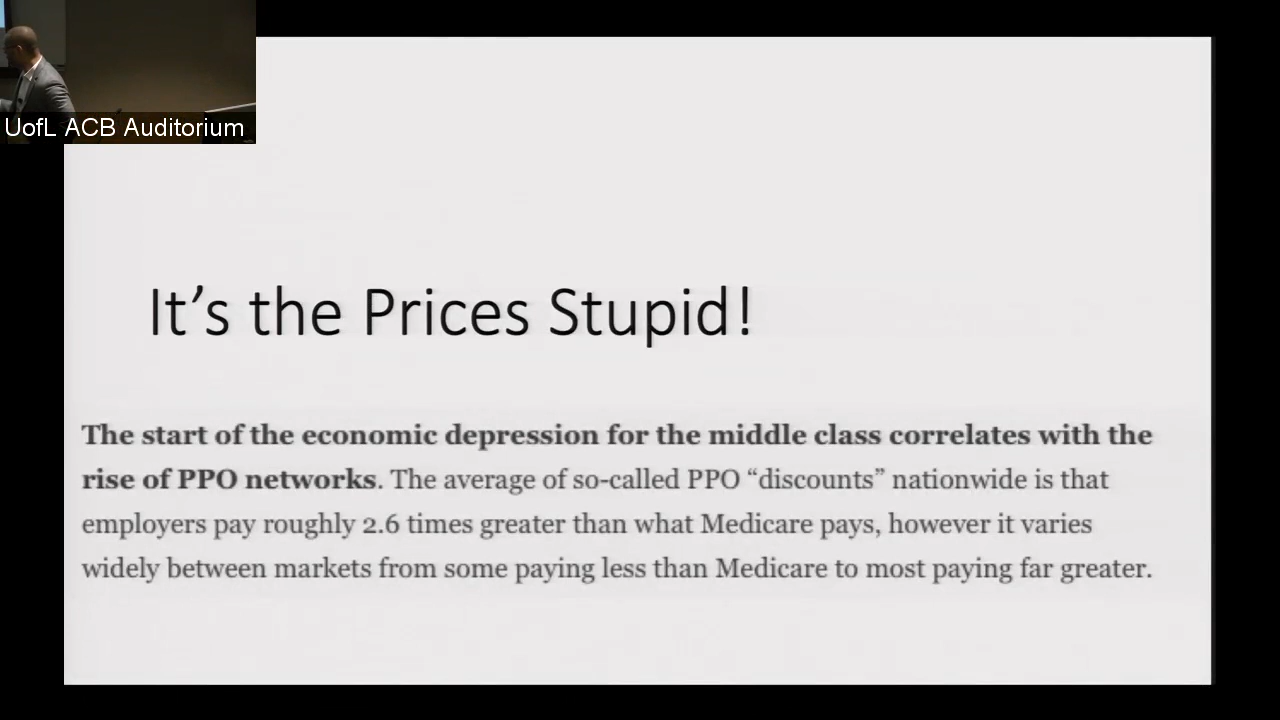 UofL ACB Auditorium
It’s the Prices Stupid!
The start of the economic depression for the middle class correlates with the
rise of PPO networks. The average of so-called PPO “discounts” nationwide is that
employers pay roughly 2.6 times greater than what Medicare pays, however it varies
widely between markets from some paying less than Medicare to most paying far greater.